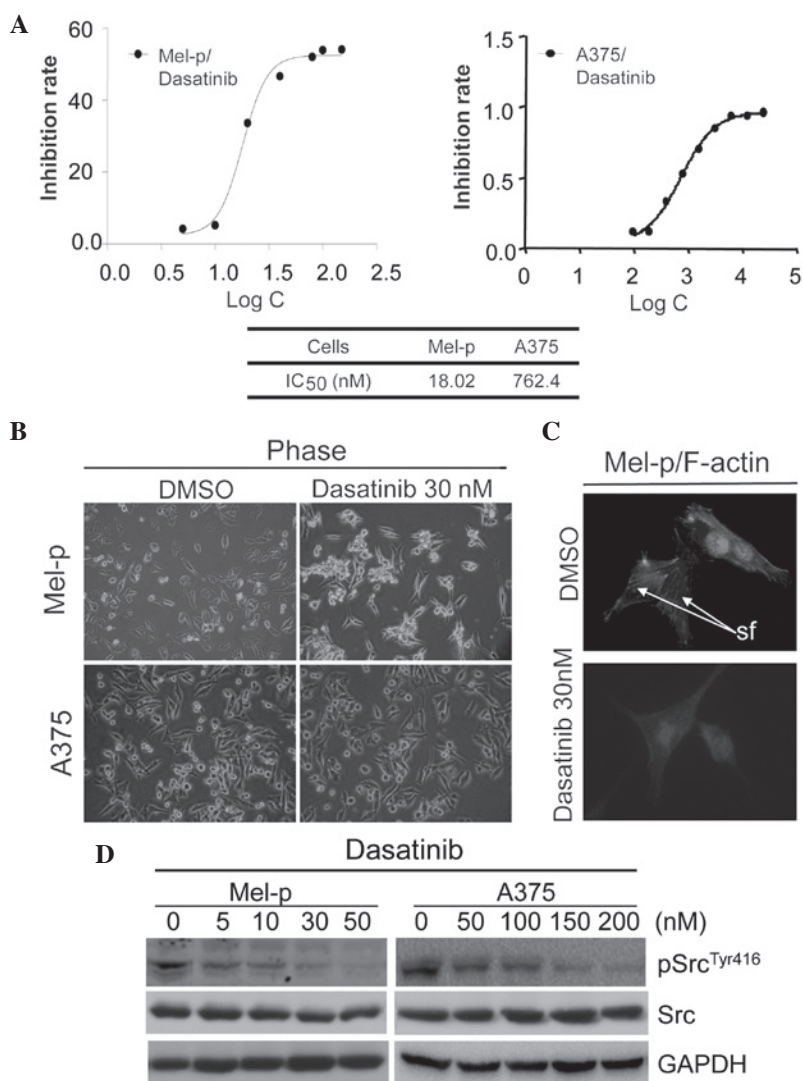 A
60
40
20
0.0
Inhibition rate
Mel-p/
Dasatinib
0.0 0.5 1.0 1.5 2.0 2.5
Log C
1.5
1.0
0.5
0.0
Inhibition rate
A375/
Dasatinib
0 1 2 3 4 5
Log C
Cells Mel-p A375
IC50 (nM) 18.02 762.4
B
Phase
DMSO Dasatinib 30 nM
Mel-p
A375
C
Mel-p/F-actin
DMSO
sf
Dasatinib 30nM
D
Dasatinib
Mel-p A375
0 5 10 30 50 0 50 100 150 200 (nM)
pSrcTyr416
Src
GAPDH